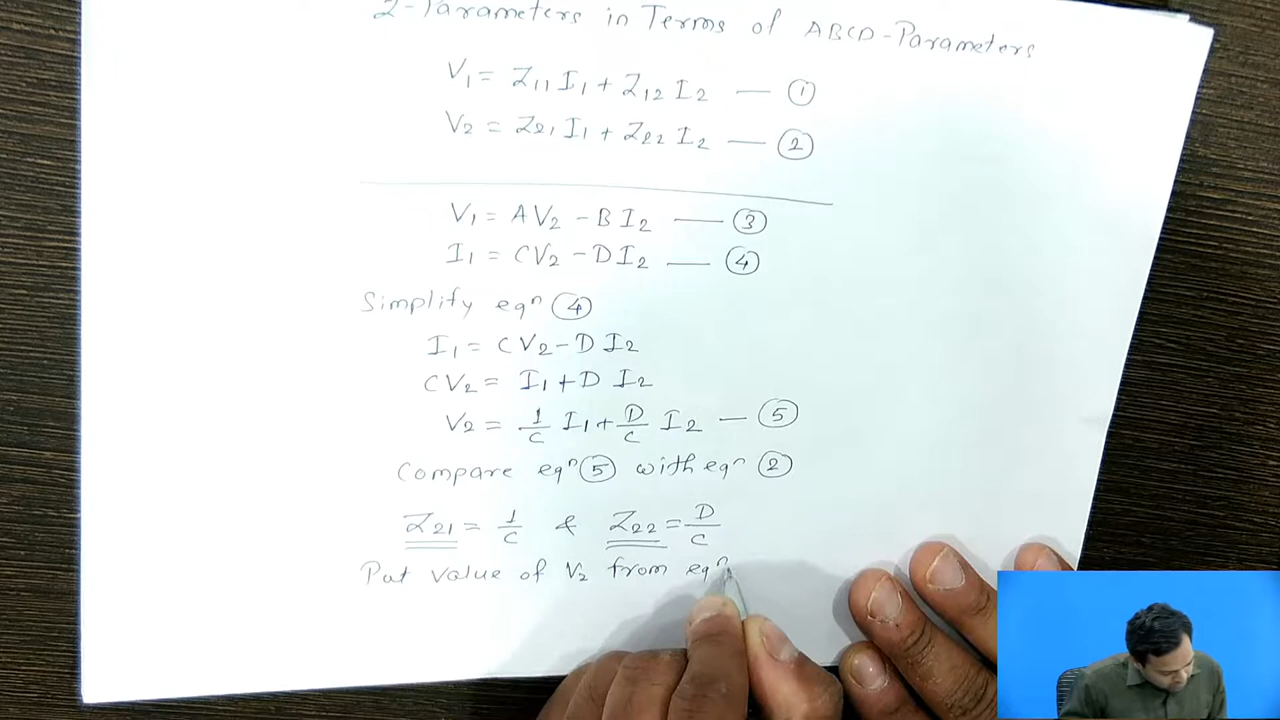 Z-Parameters in Terms of ABCD-Parameters
V1 = Z11 I1 + Z12 I2 — ①
V2 = Z21 I1 + Z22 I2 — ②
V1 = AV2 - BI2 — ③
I1 = CV2 - DI2 — ④
Simplify eqn ④
I1 = CV2 - D I2
CV2 = I1 + D I2
V2 = 1/C I1 + D/C I2 — ⑤
Compare eqn ⑤ with eqn ②
Z21 = 1/C & Z22 = D/C
Put value of V2 from eqn